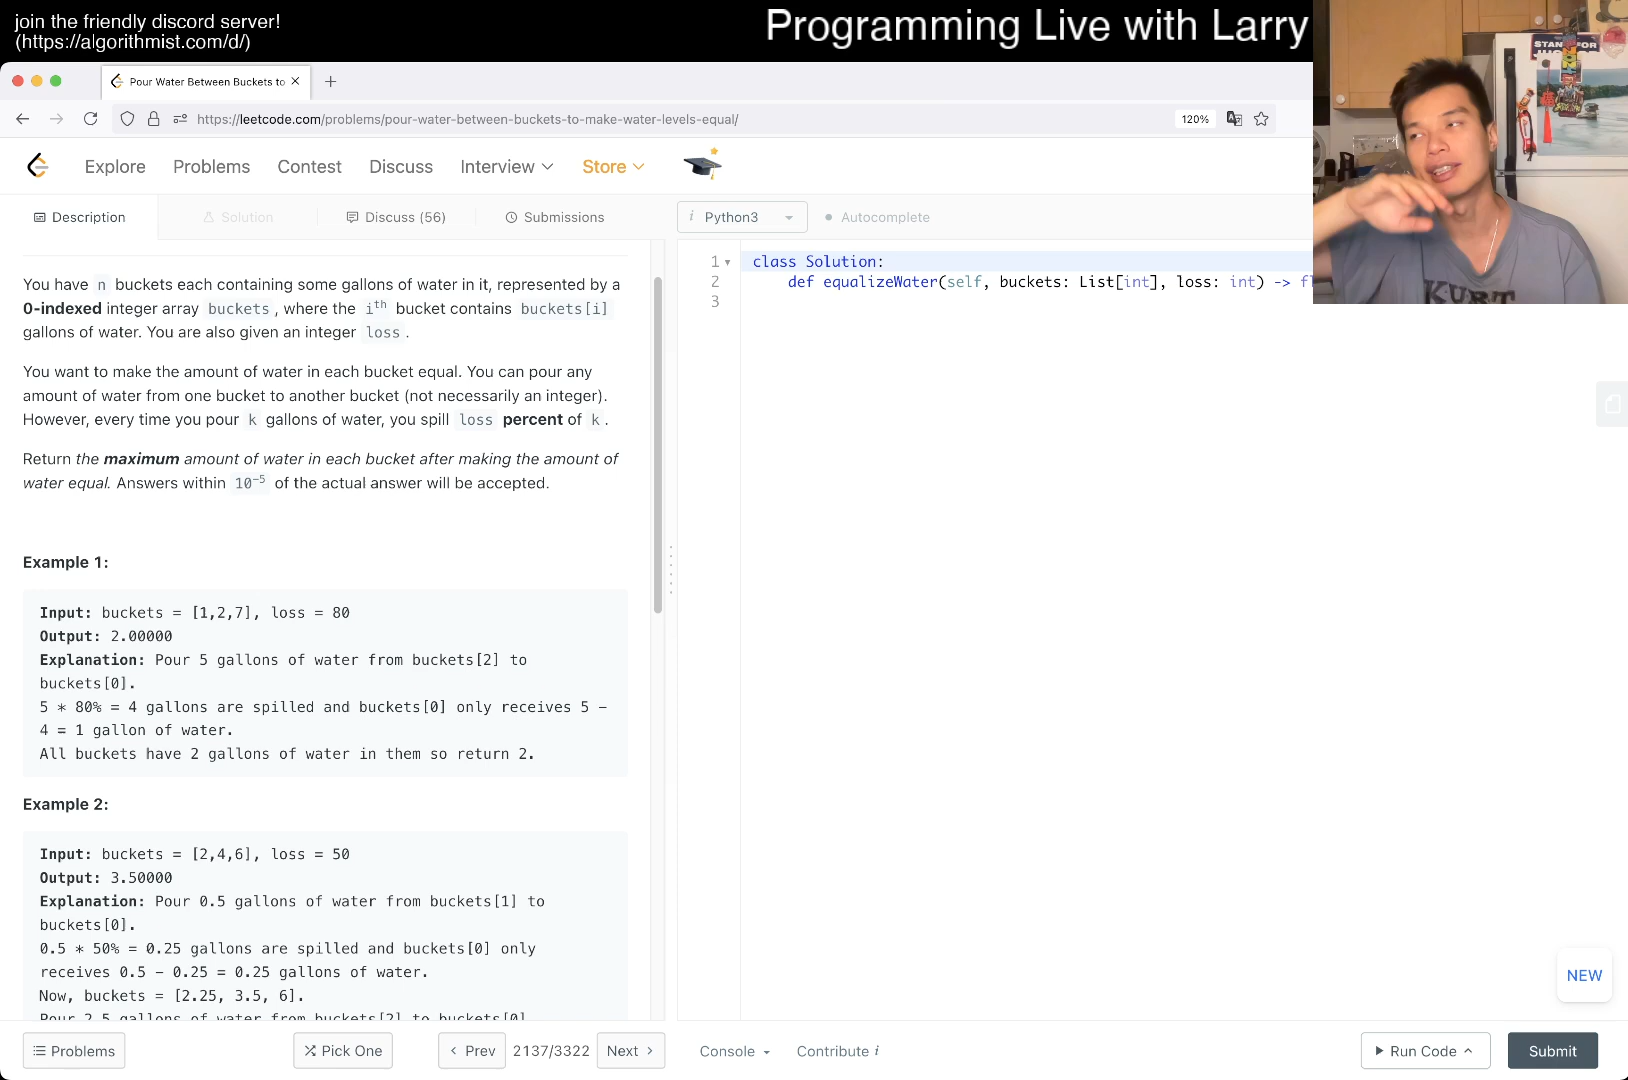 join the friendly discord server!
(https://algorithmist.com/d/)
Programming Live with Larry
Pour Water Between Buckets to
https://leetcode.com/problems/pour-water-between-buckets-to-make-water-levels-equal/
120%
Explore Problems Contest Discuss Interview Store
Description Solution Discuss (56) Submissions
i Python3 Autocomplete
You have n buckets each containing some gallons of water in it, represented by a
0-indexed integer array buckets , where the ith bucket contains buckets[i]
gallons of water. You are also given an integer loss .
You want to make the amount of water in each bucket equal. You can pour any
amount of water from one bucket to another bucket (not necessarily an integer).
However, every time you pour k gallons of water, you spill loss percent of k .
Return the maximum amount of water in each bucket after making the amount of
water equal. Answers within 10⁻⁵ of the actual answer will be accepted.
Example 1:
Input: buckets = [1,2,7], loss = 80
Output: 2.00000
Explanation: Pour 5 gallons of water from buckets[2] to
buckets[0].
5 * 80% = 4 gallons are spilled and buckets[0] only receives 5 -
4 = 1 gallon of water.
All buckets have 2 gallons of water in them so return 2.
Example 2:
Input: buckets = [2,4,6], loss = 50
Output: 3.50000
Explanation: Pour 0.5 gallons of water from buckets[1] to
buckets[0].
0.5 * 50% = 0.25 gallons are spilled and buckets[0] only
receives 0.5 - 0.25 = 0.25 gallons of water.
Now, buckets = [2.25, 3.5, 6].
Pour 2.5 gallons of water from buckets[2] to buckets[0].
1 class Solution:
2 def equalizeWater(self, buckets: List[int], loss: int) -> fl
3
NEW
Problems Pick One Prev 2137/3322 Next Console Contribute i Run Code Submit